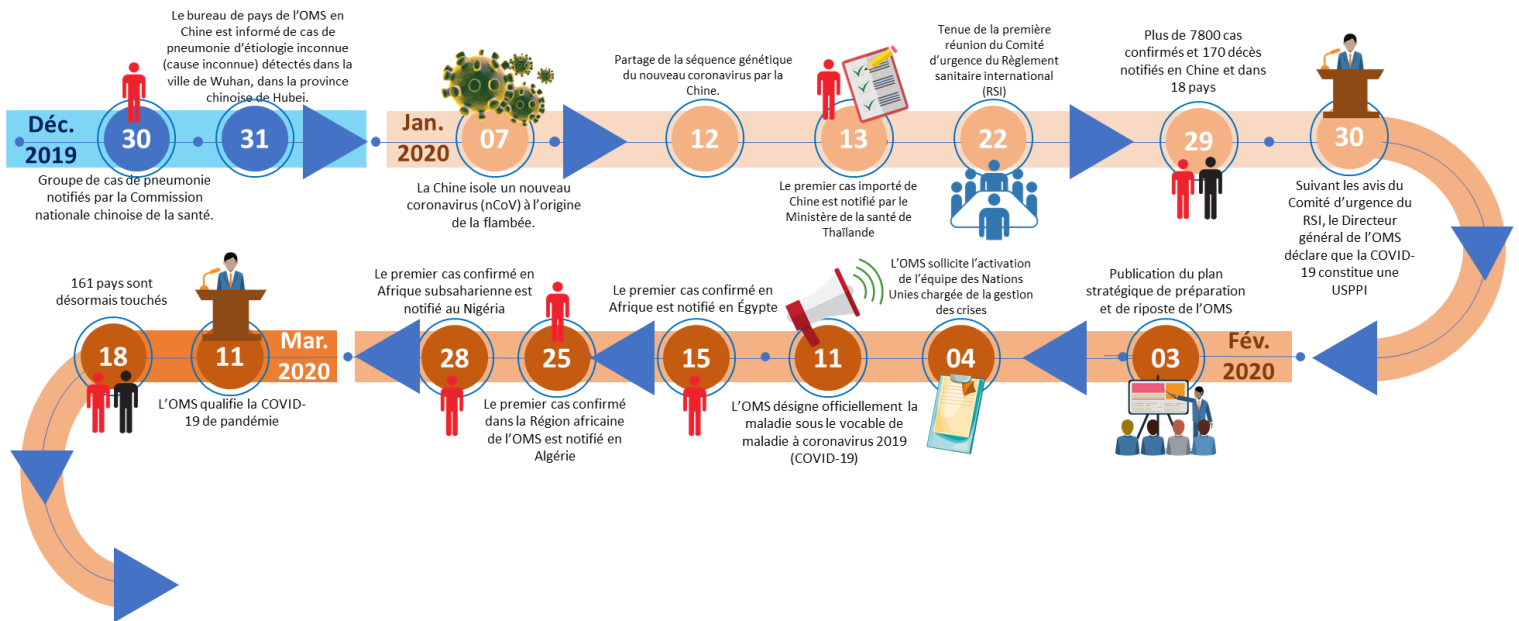 Déc.
2019
30
Groupe de cas de pneumonie
notifiés par la Commission
nationale chinoise de la santé.
Le bureau de pays de l’OMS en
Chine est informé de cas de
pneumonie d’étiologie inconnue
(cause inconnue) détectés dans la
ville de Wuhan, dans la province
chinoise de Hubei.
31
Jan.
2020
07
La Chine isole un nouveau
coronavirus (nCoV) à l’origine
de la flambée.
Partage de la séquence génétique
du nouveau coronavirus par la
Chine.
12
13
Le premier cas importé de
Chine est notifié par le
Ministère de la santé de
Thaïlande
Tenue de la première
réunion du Comité
d’urgence du Règlement
sanitaire international
(RSI)
22
Plus de 7800 cas
confirmés et 170 décès
notifiés en Chine et dans
18 pays
29
30
Suivant les avis du
Comité d’urgence du
RSI, le Directeur
général de l’OMS
déclare que la COVID-
19 constitue une
USPPI
Fév.
2020
Publication du plan
stratégique de préparation
et de riposte de l’OMS
03
L’OMS sollicite l’activation
de l’équipe des Nations
Unies chargée de la gestion
des crises
04
11
L’OMS désigne officiellement la
maladie sous le vocable de
maladie à coronavirus 2019
(COVID-19)
Le premier cas confirmé en
Afrique est notifié en Égypte
15
25
Le premier cas confirmé
dans la Région africaine
de l’OMS est notifié en
Algérie
Le premier cas confirmé en
Afrique subsaharienne est
notifié au Nigéria
28
Mar.
2020
11
L’OMS qualifie la COVID-
19 de pandémie
161 pays sont
désormais touchés
18